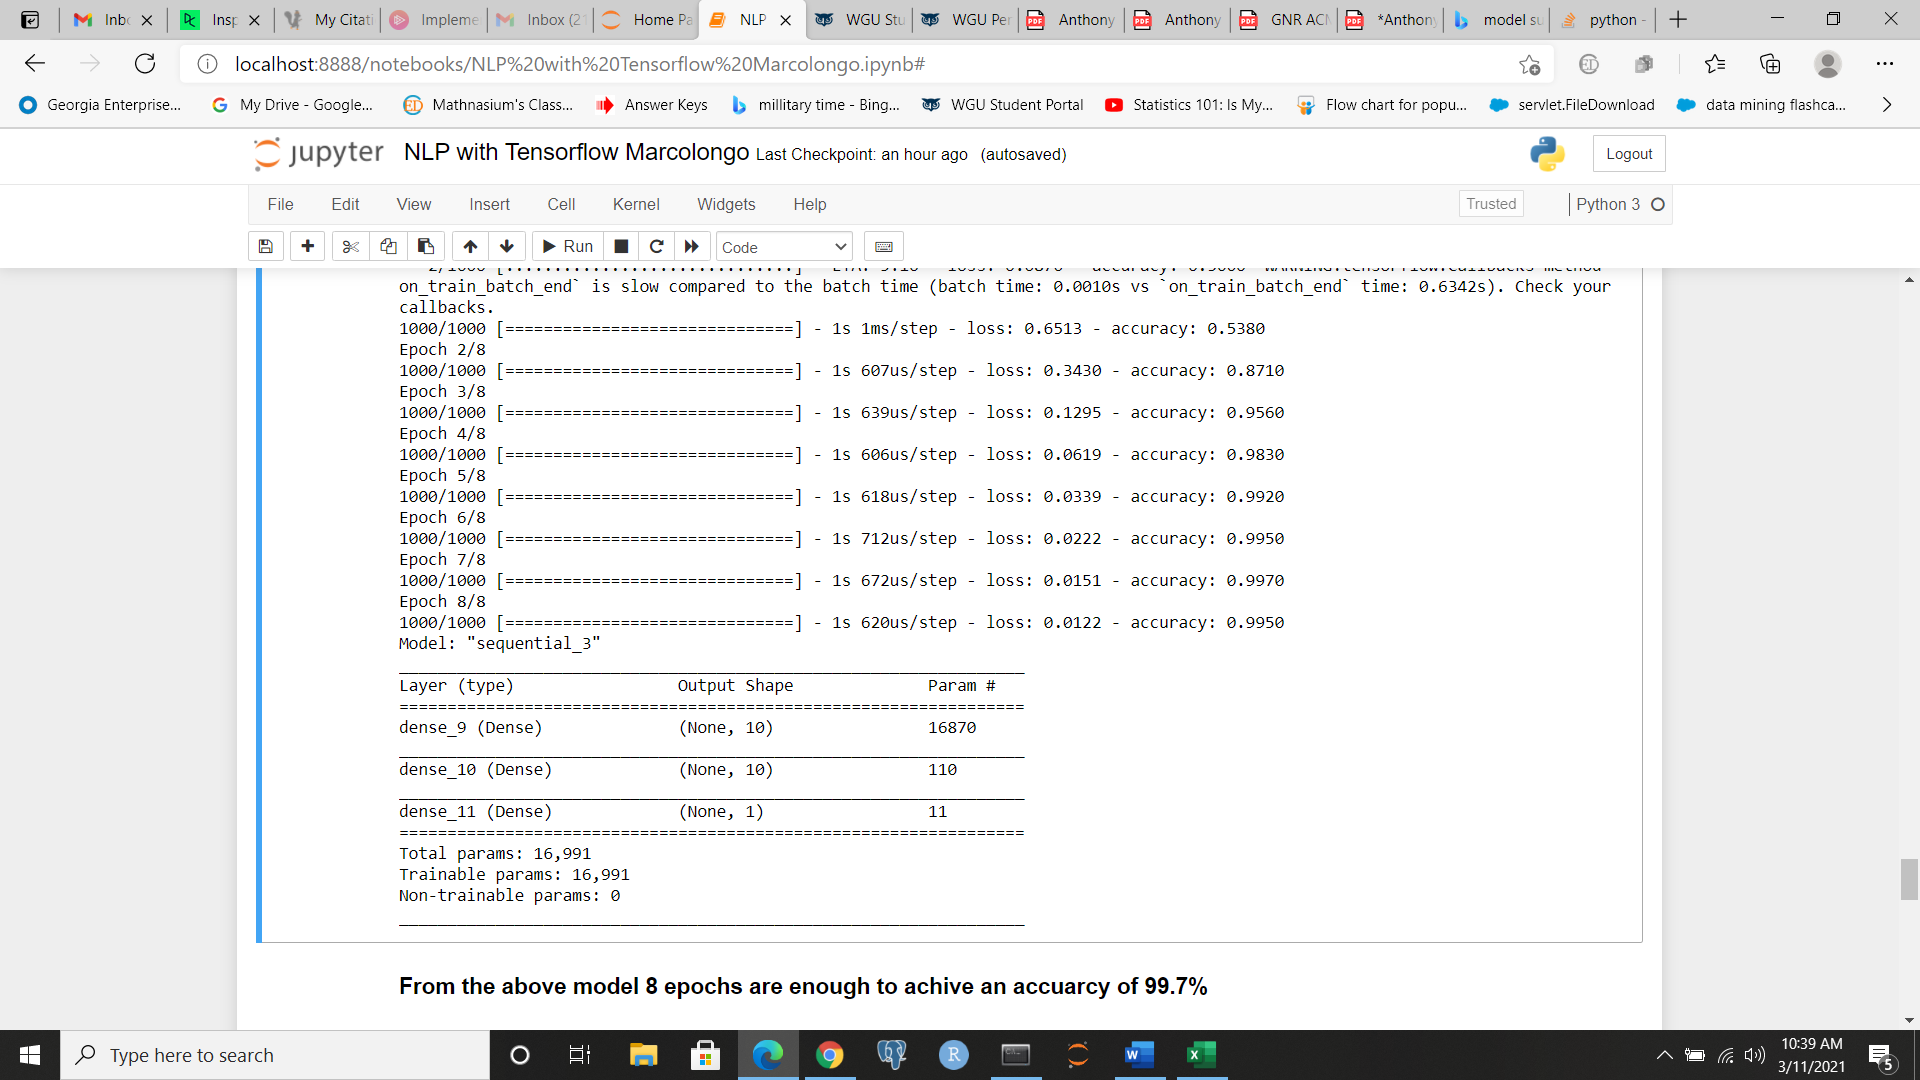 Inbo
Insp
My Citati
Impleme
Inbox (2
Home Pa
NLP
WGU Stu
WGU Per
Anthony
Anthony
GNR ACN
*Anthony
model su
python -
localhost:8888/notebooks/NLP%20with%20Tensorflow%20Marcolongo.ipynb#
Georgia Enterprise...
My Drive - Google...
Mathnasium's Class...
Answer Keys
millitary time - Bing...
WGU Student Portal
Statistics 101: Is My...
Flow chart for popu...
servlet.FileDownload
data mining flashca...
jupyter NLP with Tensorflow Marcolongo Last Checkpoint: an hour ago (autosaved)
Logout
File Edit View Insert Cell Kernel Widgets Help
Trusted
Python 3
Run
Code
on_train_batch_end` is slow compared to the batch time (batch time: 0.0010s vs `on_train_batch_end` time: 0.6342s). Check your
callbacks.
1000/1000 [==============================] - 1s 1ms/step - loss: 0.6513 - accuracy: 0.5380
Epoch 2/8
1000/1000 [==============================] - 1s 607us/step - loss: 0.3430 - accuracy: 0.8710
Epoch 3/8
1000/1000 [==============================] - 1s 639us/step - loss: 0.1295 - accuracy: 0.9560
Epoch 4/8
1000/1000 [==============================] - 1s 606us/step - loss: 0.0619 - accuracy: 0.9830
Epoch 5/8
1000/1000 [==============================] - 1s 618us/step - loss: 0.0339 - accuracy: 0.9920
Epoch 6/8
1000/1000 [==============================] - 1s 712us/step - loss: 0.0222 - accuracy: 0.9950
Epoch 7/8
1000/1000 [==============================] - 1s 672us/step - loss: 0.0151 - accuracy: 0.9970
Epoch 8/8
1000/1000 [==============================] - 1s 620us/step - loss: 0.0122 - accuracy: 0.9950
Model: "sequential_3"
_________________________________________________________________
Layer (type) Output Shape Param #
=================================================================
dense_9 (Dense) (None, 10) 16870
_________________________________________________________________
dense_10 (Dense) (None, 10) 110
_________________________________________________________________
dense_11 (Dense) (None, 1) 11
=================================================================
Total params: 16,991
Trainable params: 16,991
Non-trainable params: 0
_________________________________________________________________
From the above model 8 epochs are enough to achive an accuarcy of 99.7%
Type here to search
10:39 AM
3/11/2021
5